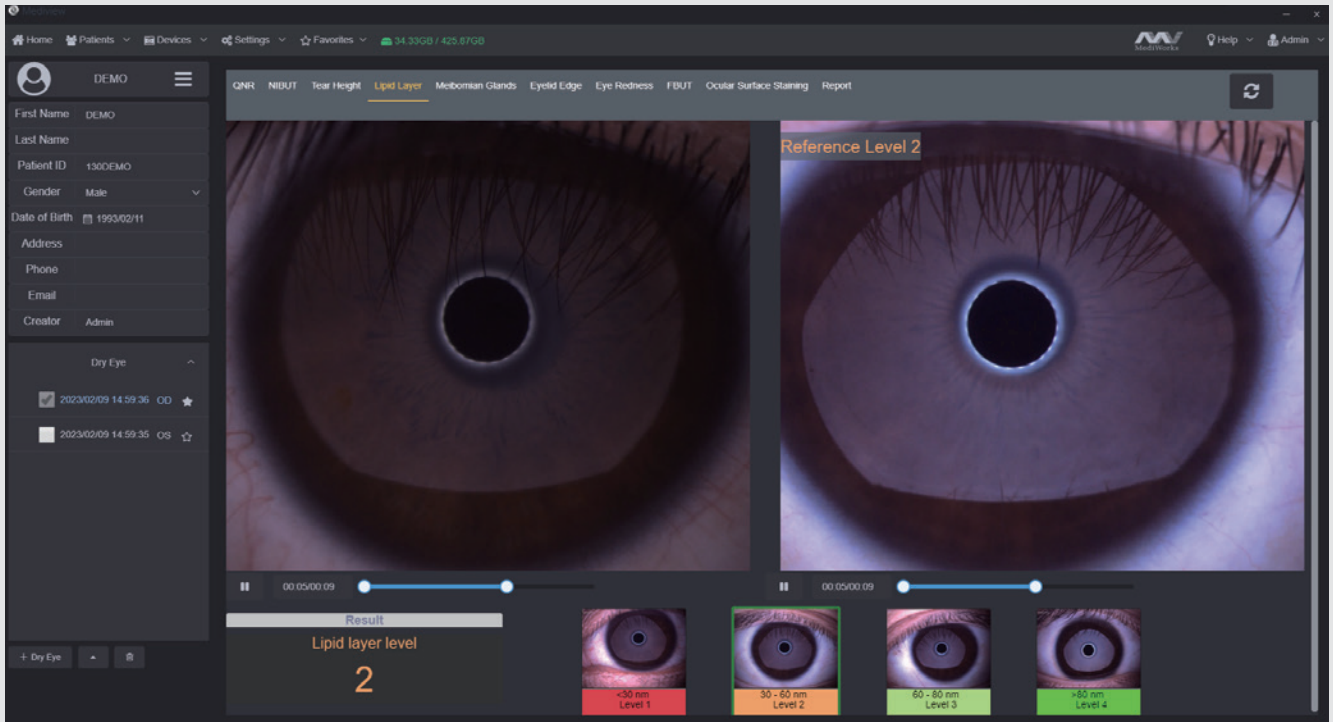 Mediview
Home Patients Devices Settings Favorites 34.33GB / 425.87GB MediWorks Help Admin
DEMO
First Name DEMO
Last Name
Patient ID 130DEMO
Gender Male
Date of Birth 1993/02/11
Address
Phone
Email
Creator Admin
Dry Eye
2023/02/09 14:59:36 OD
2023/02/09 14:59:35 OS
+ Dry Eye
QNR NIBUT Tear Height Lipid Layer Meibomian Glands Eyelid Edge Eye Redness FBUT Ocular Surface Staining Report
Reference Level 2
00:05/00:09
00:05/00:09
Result
Lipid layer level
2
<30 nm
Level 1
30 - 60 nm
Level 2
60 - 80 nm
Level 3
>80 nm
Level 4